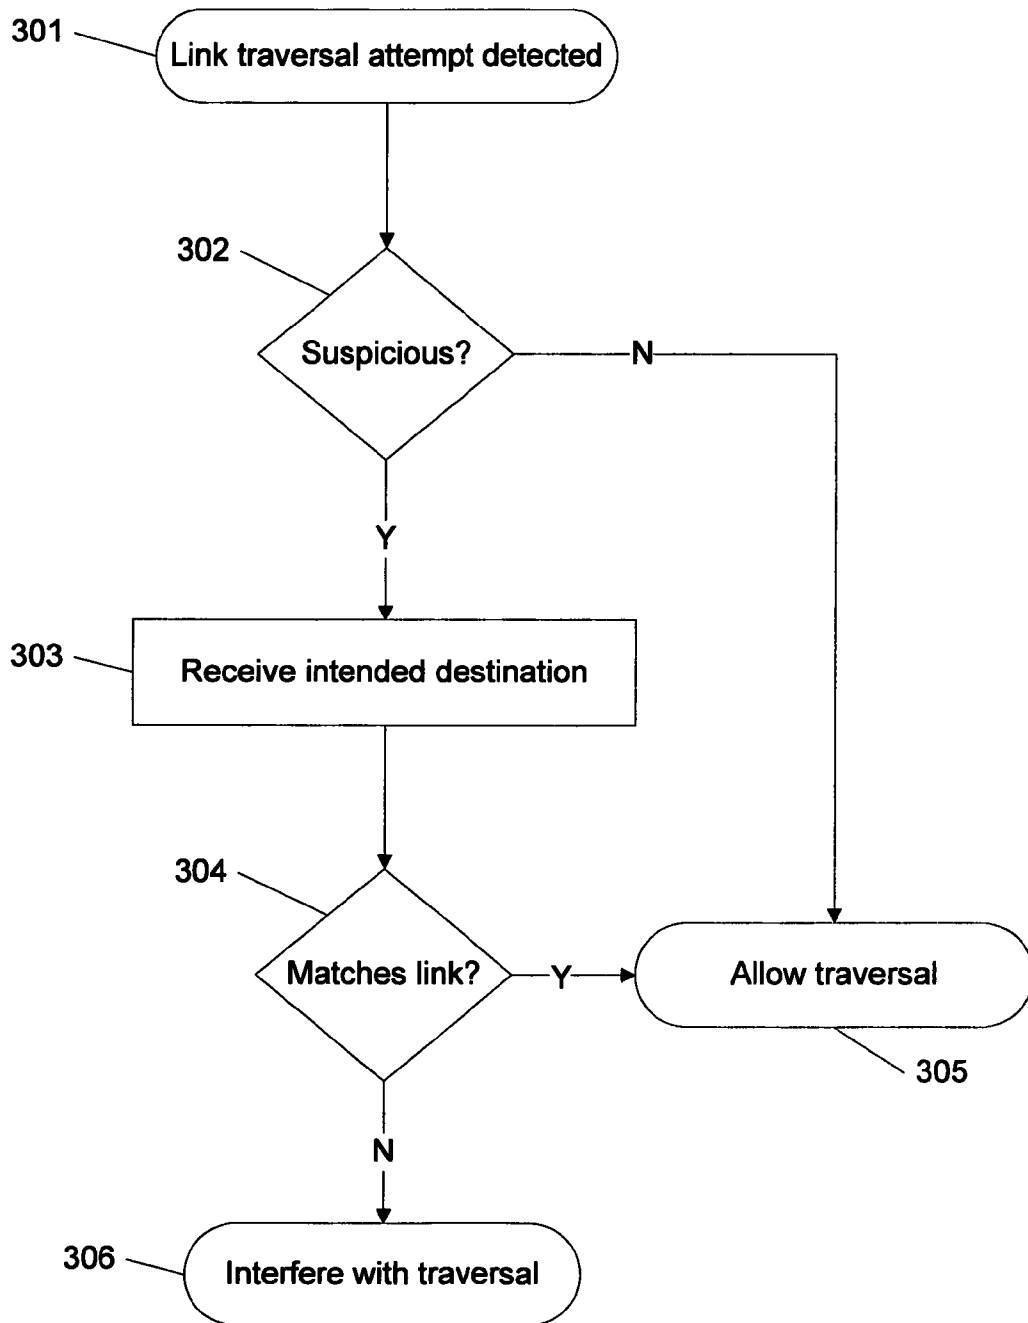 301
Link traversal attempt detected
302
Suspicious?
N
Y
303
Receive intended destination
304
Matches link?
Y
Allow traversal
305
N
306
Interfere with traversal